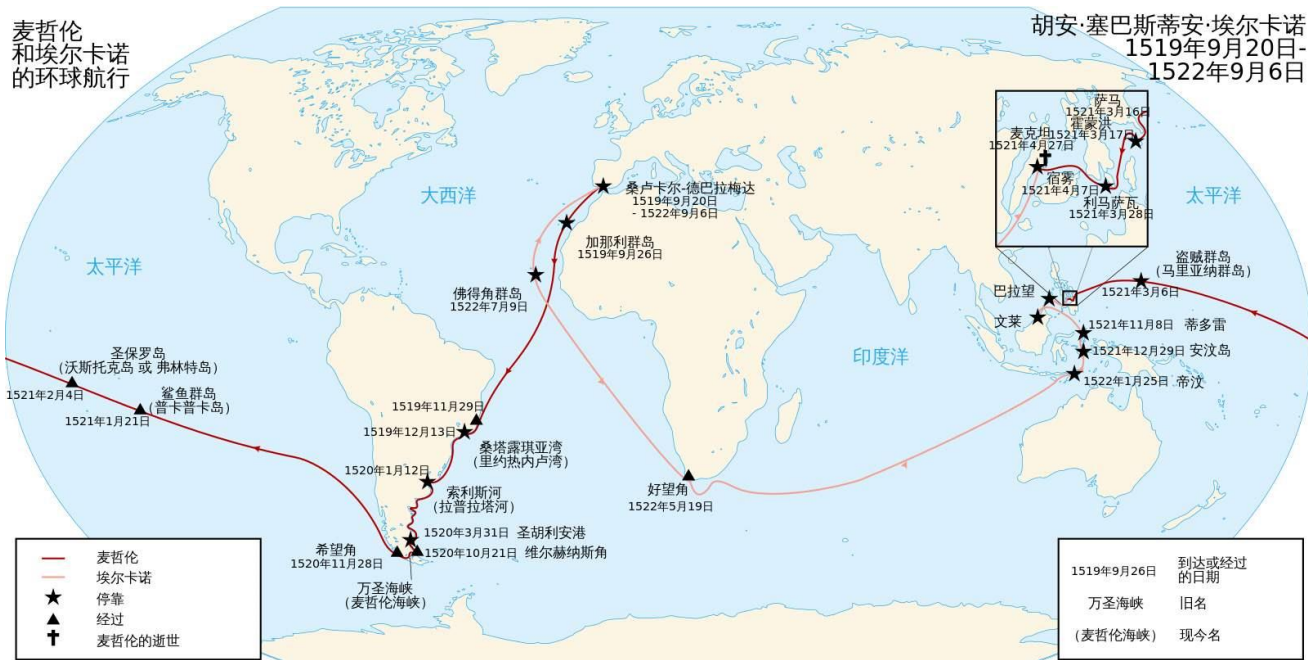 麦哲伦
和埃尔卡诺
的环球航行
胡安·塞巴斯蒂安·埃尔卡诺
1519年9月20日-
1522年9月6日
萨马
1521年3月16日
霍蒙洪
1521年3月17日
麦克坦
1521年4月27日
宿雾
1521年4月7日
利马萨瓦
1521年3月28日
大西洋
太平洋
太平洋
印度洋
桑卢卡尔-德巴拉梅达
1519年9月20日
- 1522年9月6日
加那利群岛
1519年9月26日
佛得角群岛
1522年7月9日
盗贼群岛
（马里亚纳群岛）
1521年3月6日
巴拉望
文莱
1521年11月8日 蒂多雷
1521年12月29日 安汶岛
1522年1月25日 帝汶
圣保罗岛
（沃斯托克岛 或 弗林特岛）
1521年2月4日
鲨鱼群岛
（普卡普卡岛）
1521年1月21日
1519年11月29日
1519年12月13日
桑塔露琪亚湾
（里约热内卢湾）
1520年1月12日
索利斯河
（拉普拉塔河）
好望角
1522年5月19日
1520年3月31日 圣胡利安港
1520年10月21日 维尔赫纳斯角
希望角
1520年11月28日
万圣海峡
（麦哲伦海峡）
麦哲伦
埃尔卡诺
停靠
经过
麦哲伦的逝世
1519年9月26日 到达或经过
的日期
万圣海峡 旧名
（麦哲伦海峡） 现今名